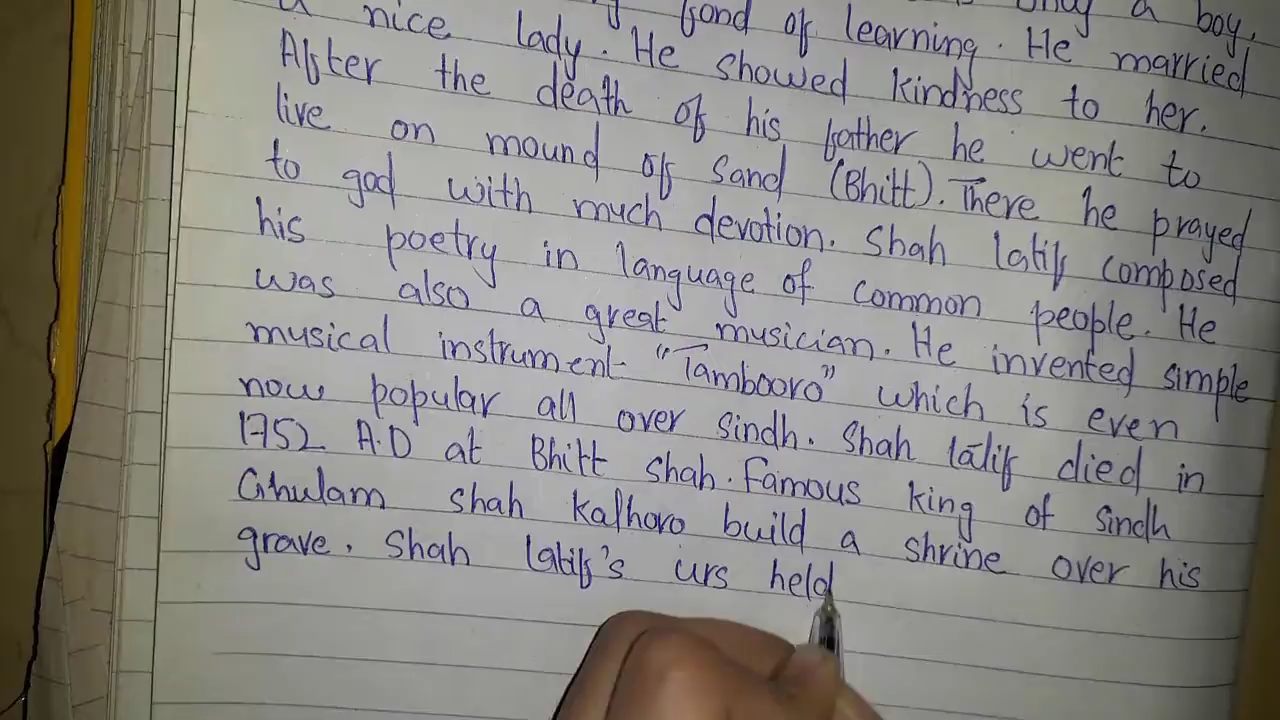 a boy.
a nice lady. fond of learning. He married
After the death of his father he went to
He showed kindness to her.
live on mound of Sand (Bhitt). There he prayed
to god with much devotion. Shah latif composed
his poetry in language of common people. He
was also a great musician. He invented simple
musical instrument "Tambooro" which is even
now popular all over sindh. Shah latif died in
1752 A.D at Bhitt shah. Famous king of sindh
Ghulam shah Kalhoro build a shrine over his
grave. Shah latif's urs held